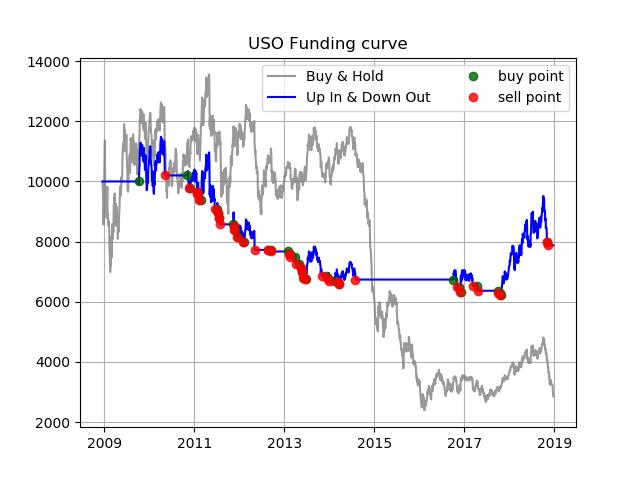 USO Funding curve
14000
12000
10000
8000
6000
4000
2000
Buy & Hold
Up In & Down Out
buy point
sell point
2009 2011 2013 2015 2017 2019